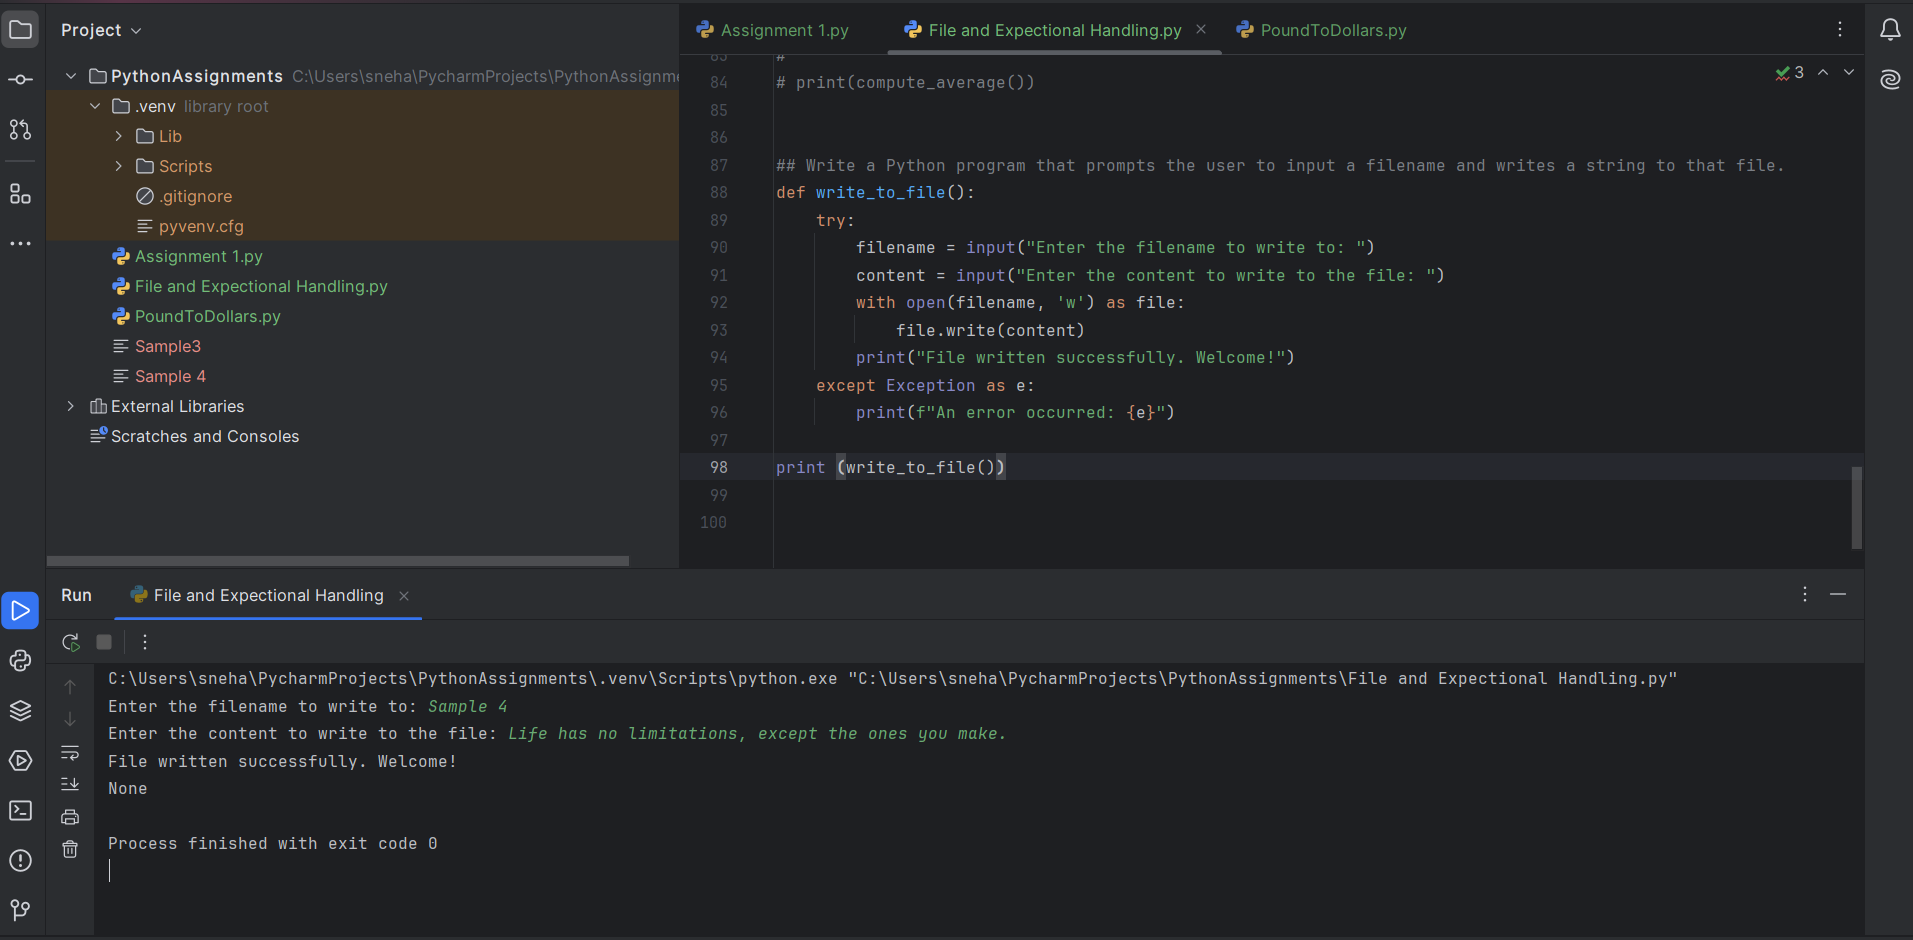 Project
PythonAssignments C:\Users\sneha\PycharmProjects\PythonAssignme
.venv library root
Lib
Scripts
.gitignore
pyvenv.cfg
Assignment 1.py
File and Expectional Handling.py
PoundToDollars.py
Sample3
Sample 4
External Libraries
Scratches and Consoles
Assignment 1.py File and Expectional Handling.py PoundToDollars.py
3
83 #
84 # print(compute_average())
85
86
87 ## Write a Python program that prompts the user to input a filename and writes a string to that file.
88 def write_to_file():
89     try:
90         filename = input("Enter the filename to write to: ")
91         content = input("Enter the content to write to the file: ")
92         with open(filename, 'w') as file:
93             file.write(content)
94         print("File written successfully. Welcome!")
95     except Exception as e:
96         print(f"An error occurred: {e}")
97
98 print (write_to_file())
99
100
Run File and Expectional Handling
C:\Users\sneha\PycharmProjects\PythonAssignments\.venv\Scripts\python.exe "C:\Users\sneha\PycharmProjects\PythonAssignments\File and Expectional Handling.py"
Enter the filename to write to: Sample 4
Enter the content to write to the file: Life has no limitations, except the ones you make.
File written successfully. Welcome!
None
Process finished with exit code 0